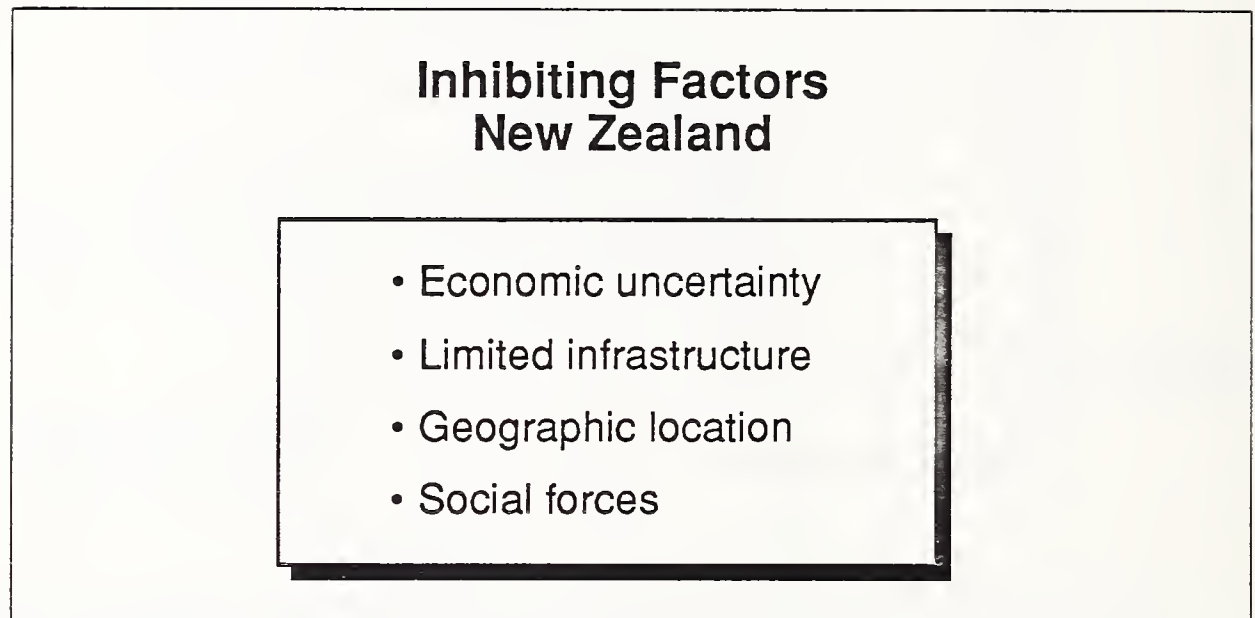 Inhibiting Factors
New Zealand
• Economic uncertainty
• Limited infrastructure
• Geographic location
• Social forces